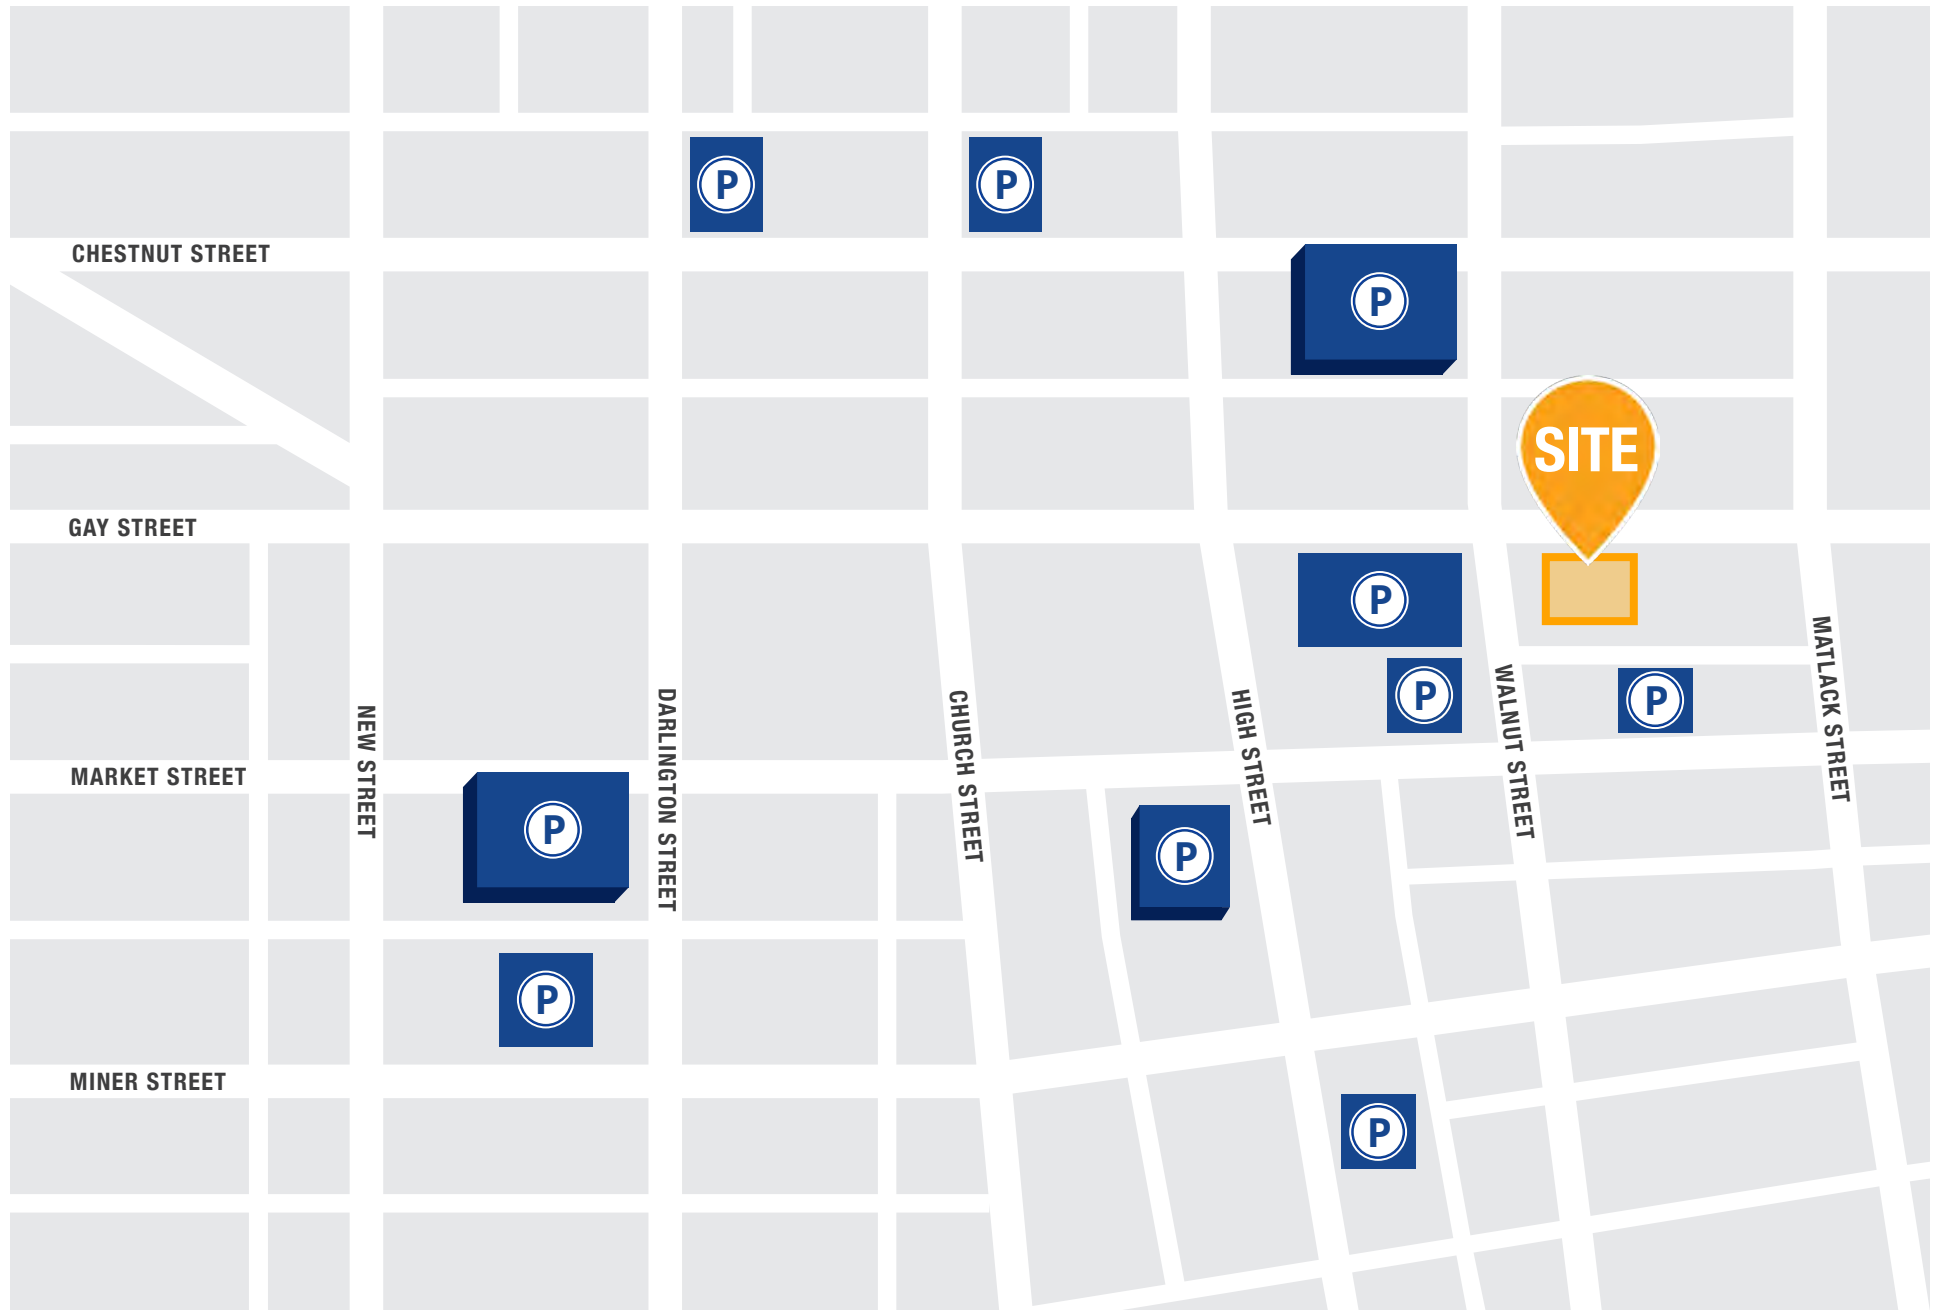 P
P
CHESTNUT STREET
P
SITE
GAY STREET
P
P
P
MATLACK STREET
WALNUT STREET
HIGH STREET
CHURCH STREET
DARLINGTON STREET
NEW STREET
MARKET STREET
P
P
P
MINER STREET
P